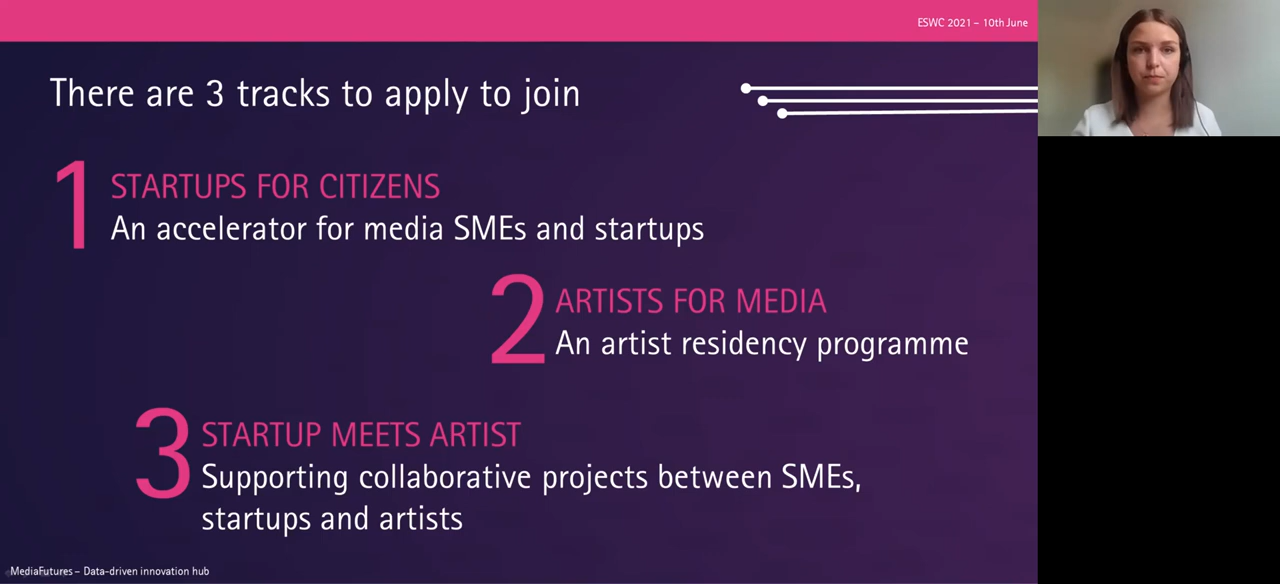 ESWC 2021 – 10th June
There are 3 tracks to apply to join
1 STARTUPS FOR CITIZENS
An accelerator for media SMEs and startups
2 ARTISTS FOR MEDIA
An artist residency programme
3 STARTUP MEETS ARTIST
Supporting collaborative projects between SMEs,
startups and artists
MediaFutures – Data-driven innovation hub